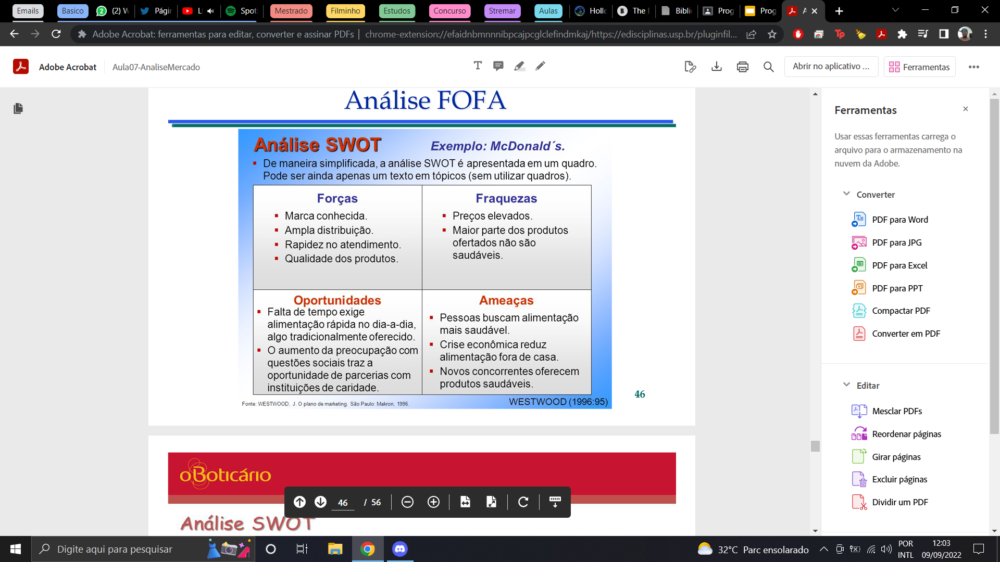 Emails
Basico
(2) W
Págir
LI
Spoti
Mestrado
Filminho
Estudos
Concurso
Stremar
Aulas
Hollo
The E
Bibli
Prog
Prog
A
Adobe Acrobat: ferramentas para editar, converter e assinar PDFs | chrome-extension://efaidnbmnnnibpcajpcglclefindmkaj/https://edisciplinas.usp.br/pluginfil...
Adobe Acrobat
Aula07-AnaliseMercado
Abrir no aplicativo ...
Ferramentas
Análise FOFA
Análise SWOT
Exemplo: McDonald´s.
De maneira simplificada, a análise SWOT é apresentada em um quadro.
Pode ser ainda apenas um texto em tópicos (sem utilizar quadros).
Forças
Marca conhecida.
Ampla distribuição.
Rapidez no atendimento.
Qualidade dos produtos.
Fraquezas
Preços elevados.
Maior parte dos produtos
ofertados não são
saudáveis.
Oportunidades
Falta de tempo exige
alimentação rápida no dia-a-dia,
algo tradicionalmente oferecido.
O aumento da preocupação com
questões sociais traz a
oportunidade de parcerias com
instituições de caridade.
Ameaças
Pessoas buscam alimentação
mais saudável.
Crise econômica reduz
alimentação fora de casa.
Novos concorrentes oferecem
produtos saudáveis.
Fonte: WESTWOOD, J. O plano de marketing. São Paulo: Makron, 1996.
WESTWOOD (1996:95)
46
oBoticário
Análise SWOT
46 / 56
Ferramentas
Usar essas ferramentas carrega o
arquivo para o armazenamento na
nuvem da Adobe.
Converter
PDF para Word
PDF para JPG
PDF para Excel
PDF para PPT
Compactar PDF
Converter em PDF
Editar
Mesclar PDFs
Reordenar páginas
Girar páginas
Excluir páginas
Dividir um PDF
Digite aqui para pesquisar
32°C Parc ensolarado
POR
INTL
12:03
09/09/2022